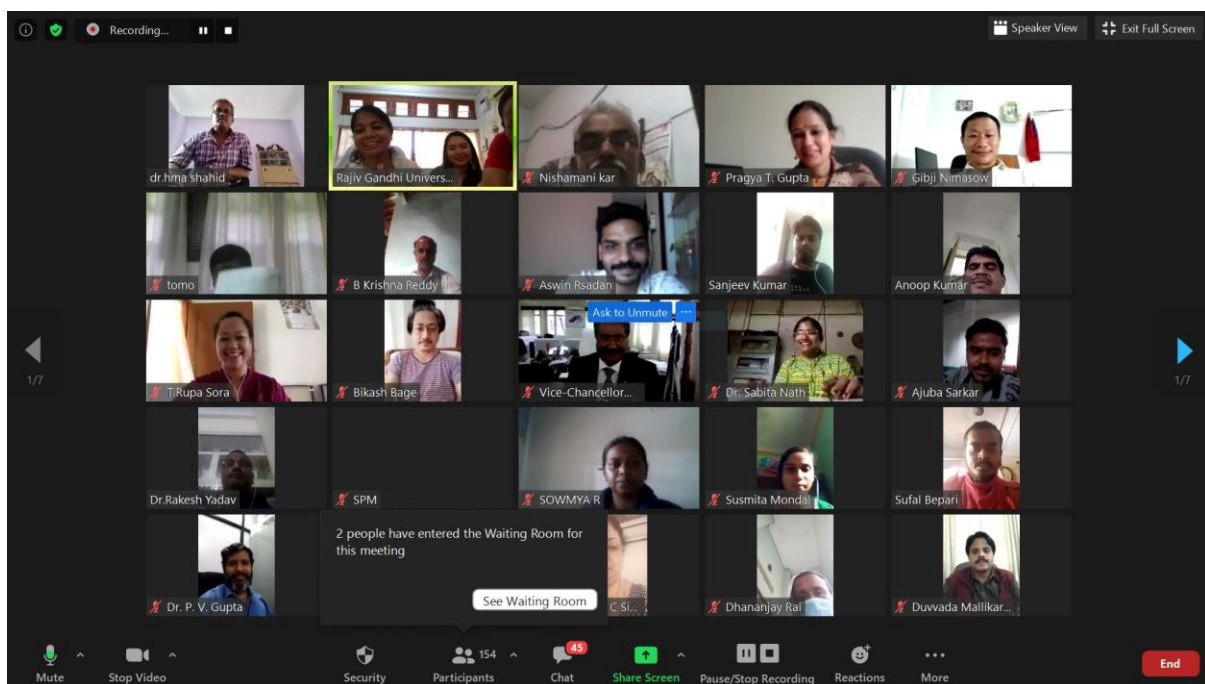 Recording...
Speaker View
Exit Full Screen
dr.hma shahid
Rajiv Gandhi Univers...
Nishamani kar
Pragya T. Gupta
Gibji Nimasow
tomo
B Krishna Reddy
Aswin Rsadan
Sanjeev Kumar
Anoop Kumar
Ask to Unmute ...
T.Rupa Sora
Bikash Bage
Vice-Chancellor...
Dr. Sabita Nath
Ajuba Sarkar
1/7
1/7
Dr.Rakesh Yadav
SPM
SOWMYA R
Susmita Mondal
Sufal Bepari
2 people have entered the Waiting Room for
this meeting
See Waiting Room
Dr. P. V. Gupta
C Si...
Dhananjay Rai
Duvvada Mallikar...
154
45
Mute
Stop Video
Security
Participants
Chat
Share Screen
Pause/Stop Recording
Reactions
More
End